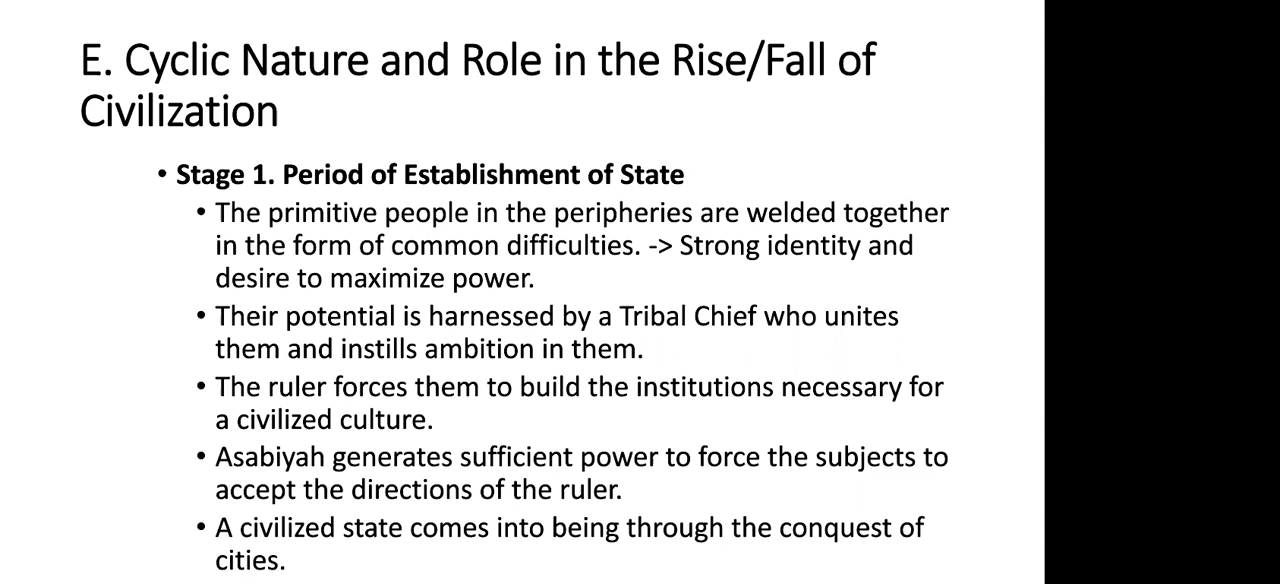 E. Cyclic Nature and Role in the Rise/Fall of
Civilization
• Stage 1. Period of Establishment of State
• The primitive people in the peripheries are welded together
in the form of common difficulties. -> Strong identity and
desire to maximize power.
• Their potential is harnessed by a Tribal Chief who unites
them and instills ambition in them.
• The ruler forces them to build the institutions necessary for
a civilized culture.
• Asabiyah generates sufficient power to force the subjects to
accept the directions of the ruler.
• A civilized state comes into being through the conquest of
cities.